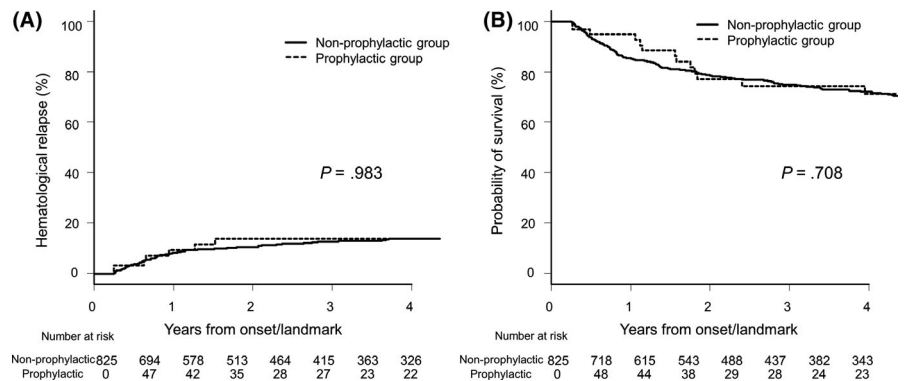 (A)
Hematological relapse (%)
100
80
60
40
20
0
Non-prophylactic group
Prophylactic group
P = .983
0 1 2 3 4
Years from onset/landmark
Number at risk
Non-prophylactic 825 694 578 513 464 415 363 326
Prophylactic 0 47 42 35 28 27 23 22
(B)
Probability of survival (%)
100
80
60
40
20
0
Non-prophylactic group
Prophylactic group
P = .708
0 1 2 3 4
Years from onset/landmark
Number at risk
Non-prophylactic 825 718 615 543 488 437 382 343
Prophylactic 0 48 44 38 29 28 24 23